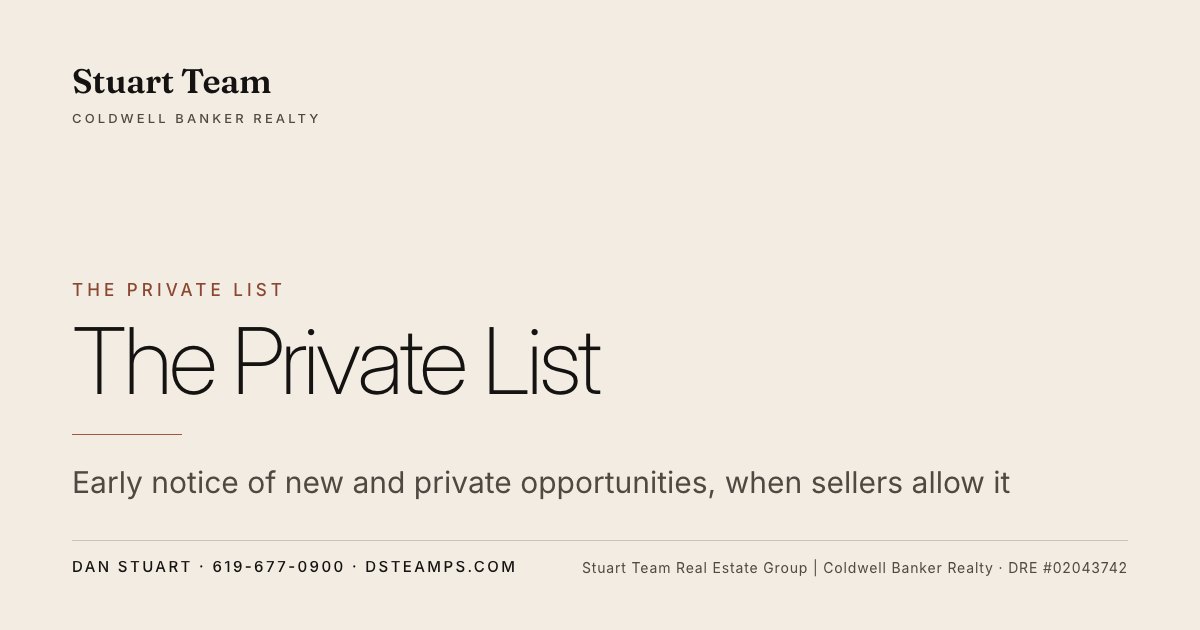 Stuart Team
COLDWELL BANKER REALTY
THE PRIVATE LIST
The Private List
Early notice of new and private opportunities, when sellers allow it
DAN STUART · 619-677-0900 · DSTEAMPS.COM
Stuart Team Real Estate Group | Coldwell Banker Realty · DRE #02043742